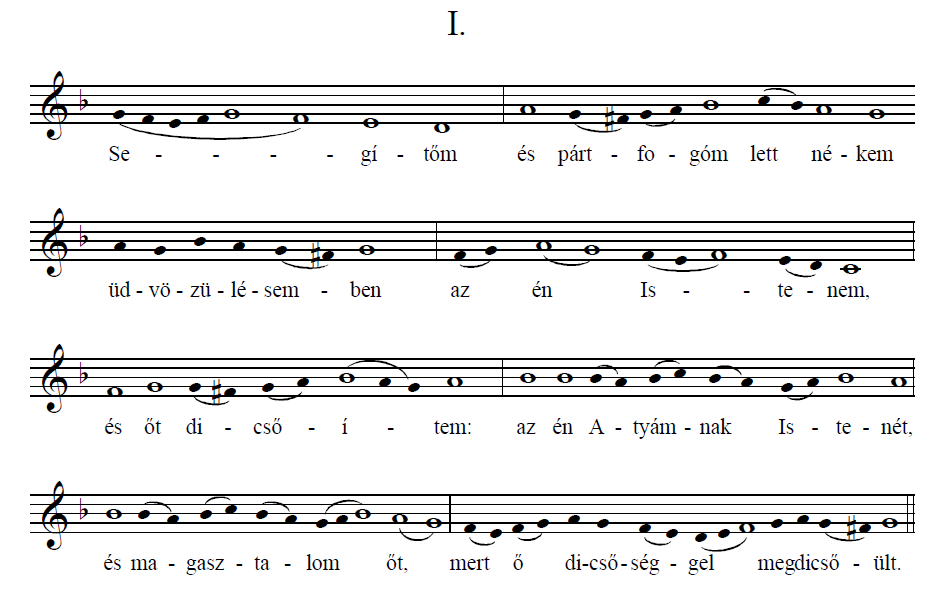 I.
Se - - - - gí - tőm és párt - fo - góm lett né - kem
üd - vö - zü - lé - sem - ben az én Is - - te - nem,
és őt di - cső - í - tem: az én A - tyám - nak Is - te - nét,
és ma - gasz - ta - lom őt, mert ő di - cső - ség - gel megdicső - ült.